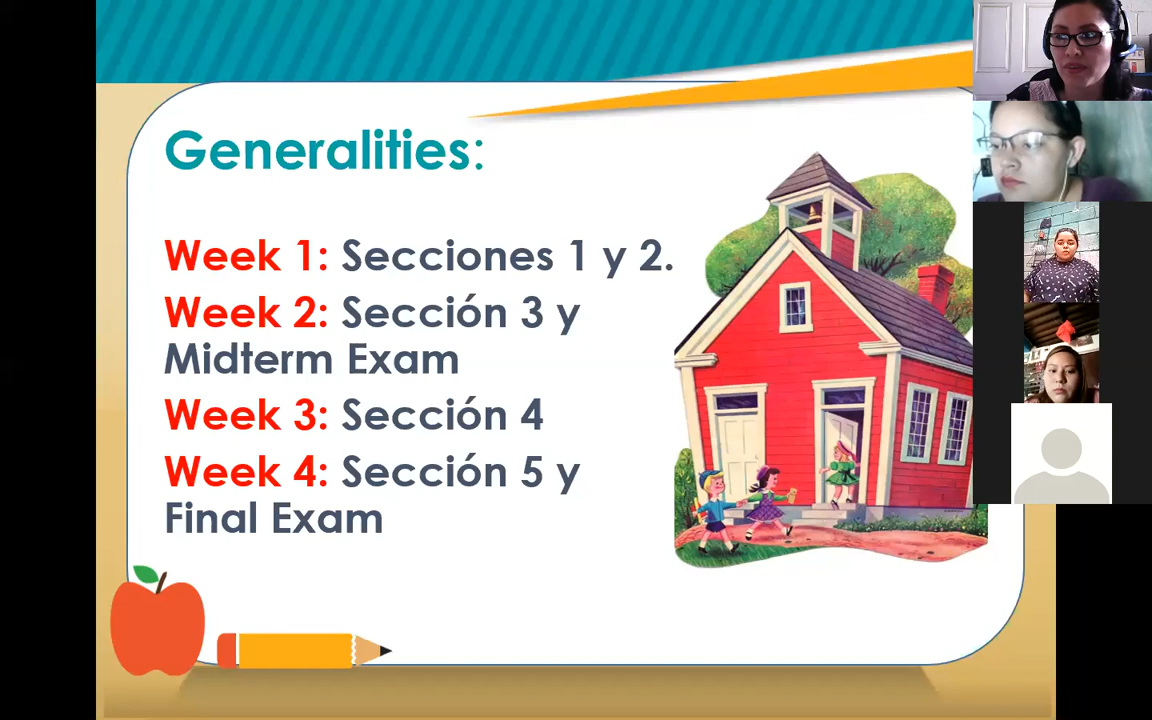 Generalities:
Week 1: Secciones 1 y 2.
Week 2: Sección 3 y
Midterm Exam
Week 3: Sección 4
Week 4: Sección 5 y
Final Exam